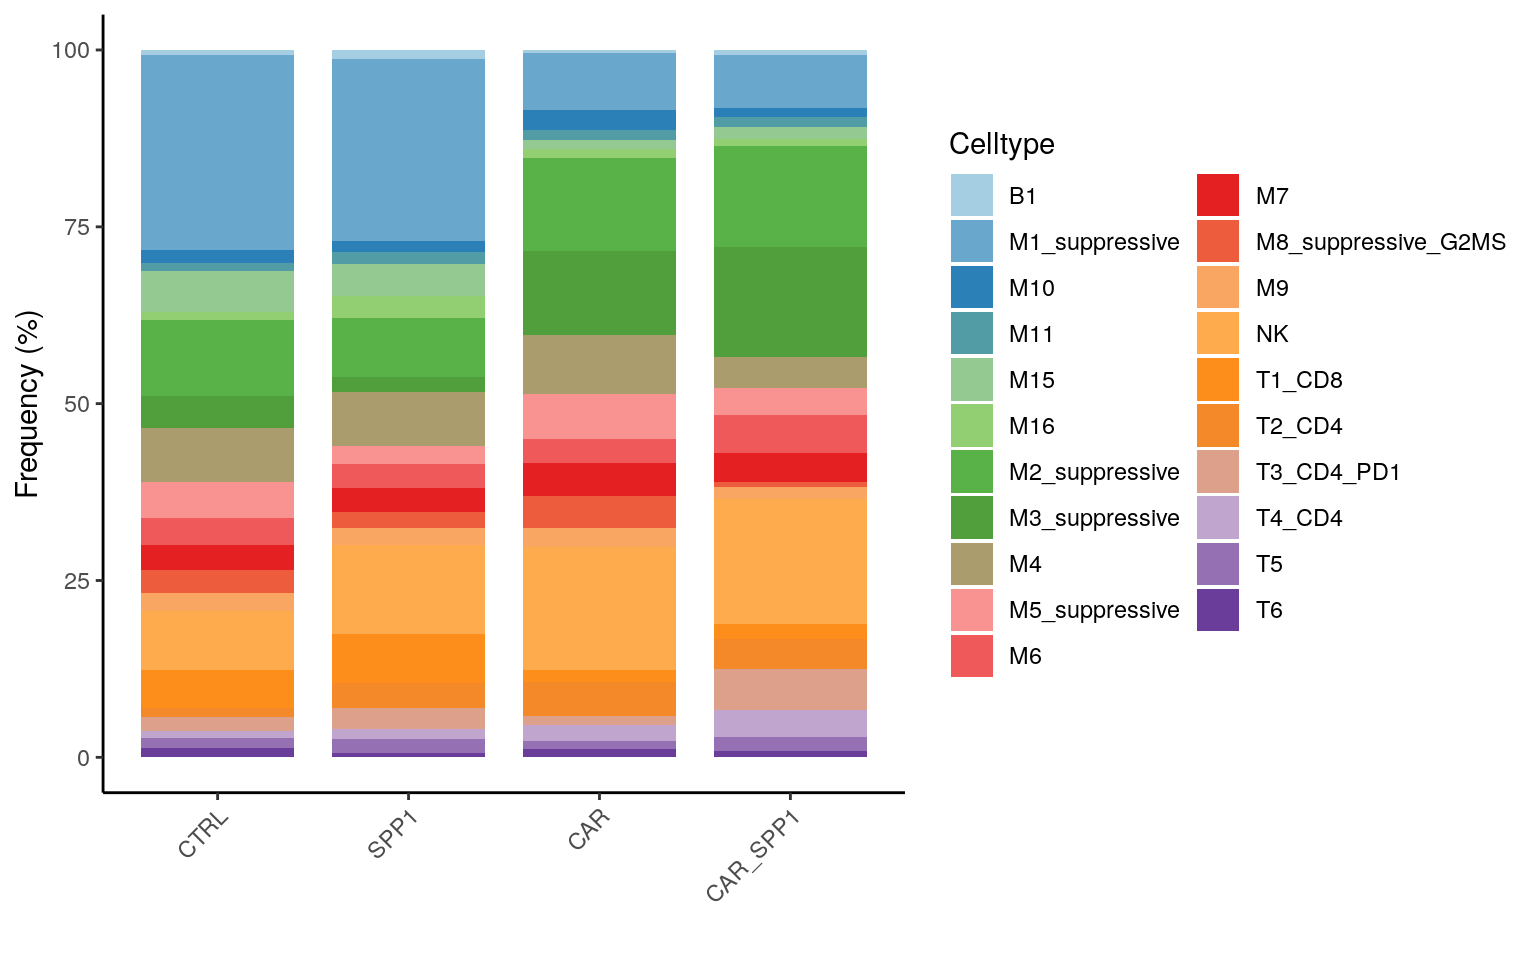 100
75
50
25
0
Frequency (%)
CTRL
SPP1
CAR
CAR_SPP1
Celltype
B1
M1_suppressive
M10
M11
M15
M16
M2_suppressive
M3_suppressive
M4
M5_suppressive
M6
M7
M8_suppressive_G2MS
M9
NK
T1_CD8
T2_CD4
T3_CD4_PD1
T4_CD4
T5
T6